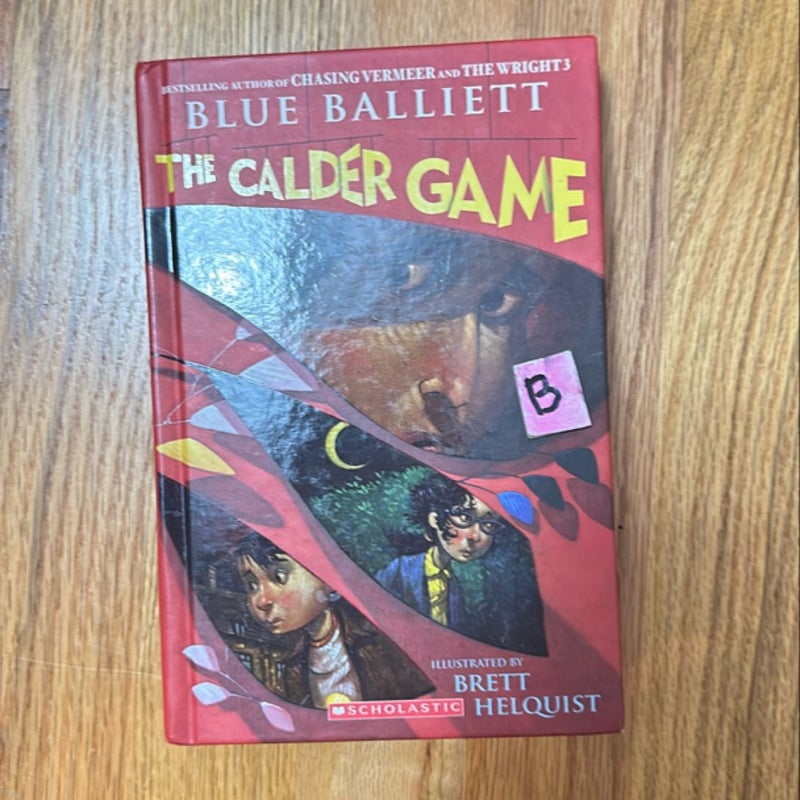 BESTSELLING AUTHOR OF CHASING VERMEER AND THE WRIGHT 3
BLUE BALLIETT
THE CALDER GAME
B
ILLUSTRATED BY
BRETT
HELQUIST
SCHOLASTIC